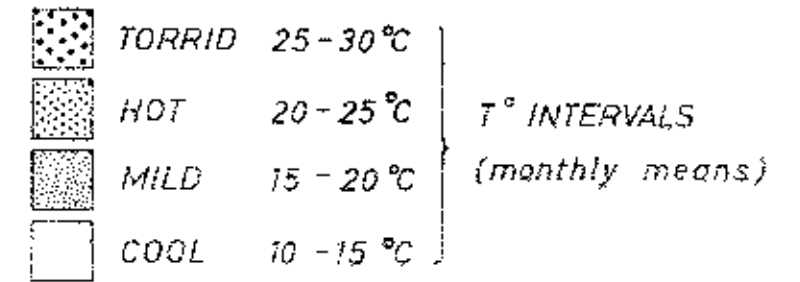 TORRID 25-30°C
HOT 20-25°C
T° INTERVALS
(monthly means)
MILD 15-20°C
COOL 10-15°C